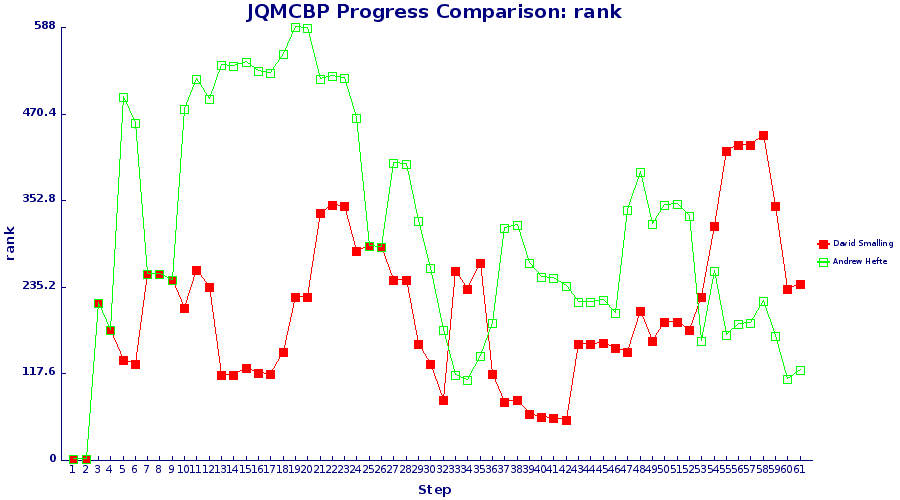 JQMCBP Progress Comparison: rank
588
470.4
352.8
235.2
117.6
0
rank
David Smalling
Andrew Hefte
1 2 3 4 5 6 7 8 9 10 11 12 13 14 15 16 17 18 19 20 21 22 23 24 25 26 27 28 29 30 31 32 33 34 35 36 37 38 39 40 41 42 43 44 45 46 47 48 49 50 51 52 53 54 55 56 57 58 59 60 61
Step